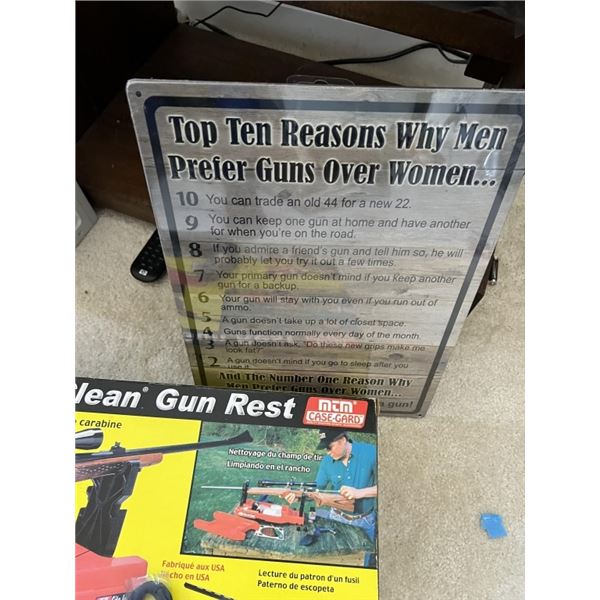 Top Ten Reasons Why Men
Prefer Guns Over Women...
10 You can trade an old 44 for a new 22.
9 You can keep one gun at home and have another
for when you're on the road.
8 If you admire a friend's gun and tell him so, he will
probably let you try it out a few times.
7 Your primary gun doesn't mind if you keep another
gun for a backup.
6 Your gun will stay with you even if you run out of
ammo.
5 A gun doesn't take up a lot of closet space.
4 Guns function normally every day of the month.
3 A gun doesn't ask, "Do these new grips make me
look fat?"
2 A gun doesn't mind if you go to sleep after you
use it.
And The Number One Reason Why
Men Prefer Guns Over Women...
a gun!
Clean® Gun Rest
MTM
CASE-GARD
carabine
Nettoyage du champ de tir
Limpiando en el rancho
Fabriqué aux USA
Hecho en USA
Lecture du patron d'un fusil
Paterno de escopeta